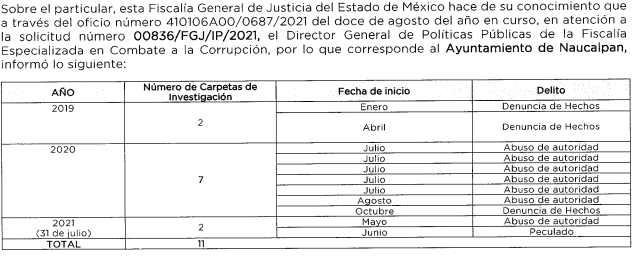 Sobre el particular, esta Fiscalía General de Justicia del Estado de México hace de su conocimiento que
a través del oficio número 410106A00/0687/2021 del doce de agosto del año en curso, en atención a
la solicitud número 00836/FGJ/IP/2021, el Director General de Políticas Públicas de la Fiscalía
Especializada en Combate a la Corrupción, por lo que corresponde al Ayuntamiento de Naucalpan,
informó lo siguiente:
AÑO Número de Carpetas de Investigación Fecha de inicio Delito
2019 2 Enero Denuncia de Hechos
Abril Denuncia de Hechos
2020 7 Julio Abuso de autoridad
Julio Abuso de autoridad
Julio Abuso de autoridad
Julio Abuso de autoridad
Julio Abuso de autoridad
Agosto Abuso de autoridad
Octubre Denuncia de Hechos
2021 (31 de julio) 2 Mayo Abuso de autoridad
Junio Peculado
TOTAL 11